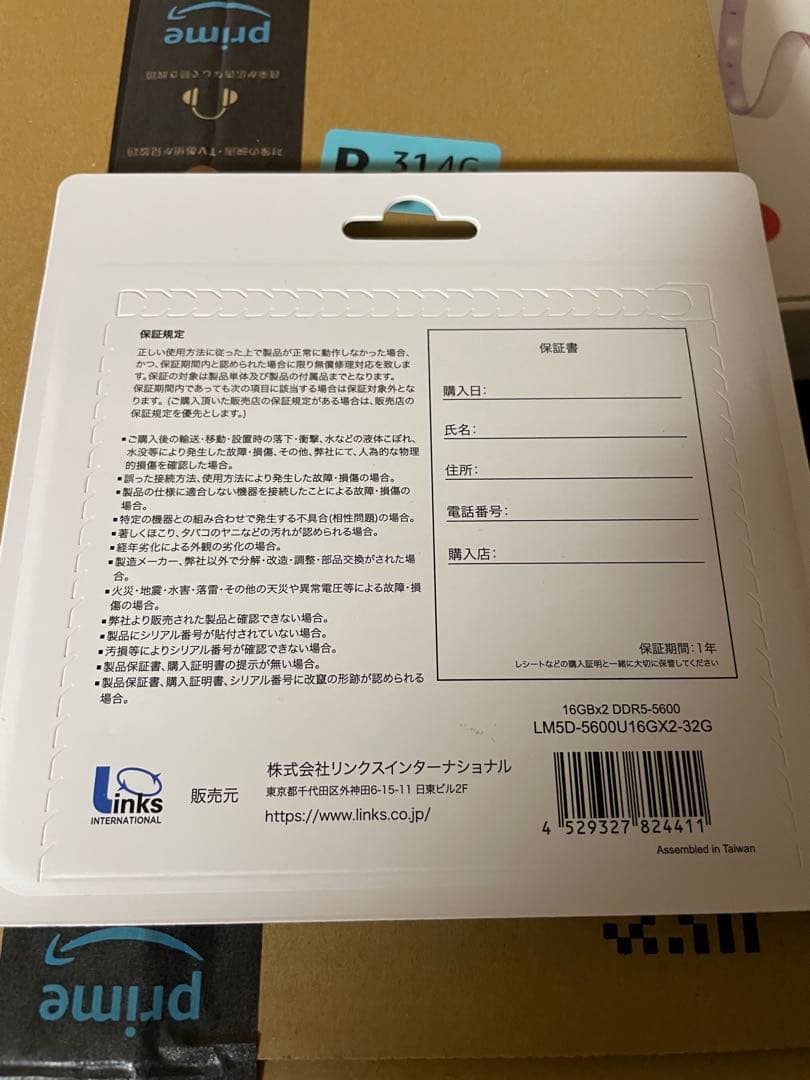 prime
対象の映画・TV番組が見放題
R 314G
保証規定
正しい使用方法に従った上で製品が正常に動作しなかった場合、
かつ、保証期間内と認められた場合に限り無償修理対応を致しま
す。保証の対象は製品単体及び製品の付属品までとなります。
保証期間内であっても次の項目に該当する場合は保証対象外とな
ります。(ご購入頂いた販売店の保証規定がある場合は、販売店の
保証規定を優先とします。)
▪ご購入後の輸送・移動・設置時の落下・衝撃、水などの液体こぼれ、
水没等により発生した故障・損傷、その他、弊社にて、人為的な物理
的損傷を確認した場合。
▪誤った接続方法、使用方法により発生した故障・損傷の場合。
▪製品の仕様に適合しない機器を接続したことによる故障・損傷の
場合。
▪特定の機器との組み合わせで発生する不具合(相性問題)の場合。
▪著しくほこり、タバコのヤニなどの汚れが認められる場合。
▪経年劣化による外観の劣化の場合。
▪製造メーカー、弊社以外で分解・改造・調整・部品交換がされた場
合。
▪火災・地震・水害・落雷・その他の天災や異常電圧等による故障・損
傷の場合。
▪弊社より販売された製品と確認できない場合。
▪製品にシリアル番号が貼付されていない場合。
▪汚損等によりシリアル番号が確認できない場合。
▪製品保証書、購入証明書の提示が無い場合。
▪製品保証書、購入証明書、シリアル番号に改竄の形跡が認められる
場合。
保証書
購入日:
氏名:
住所:
電話番号:
購入店:
保証期間:1年
レシートなどの購入証明と一緒に大切に保管してください
16GBx2 DDR5-5600
LM5D-5600U16GX2-32G
Links
INTERNATIONAL
販売元
株式会社リンクスインターナショナル
東京都千代田区外神田6-15-11 日東ビル2F
https://www.links.co.jp/
4 529327 824411
Assembled in Taiwan
prime